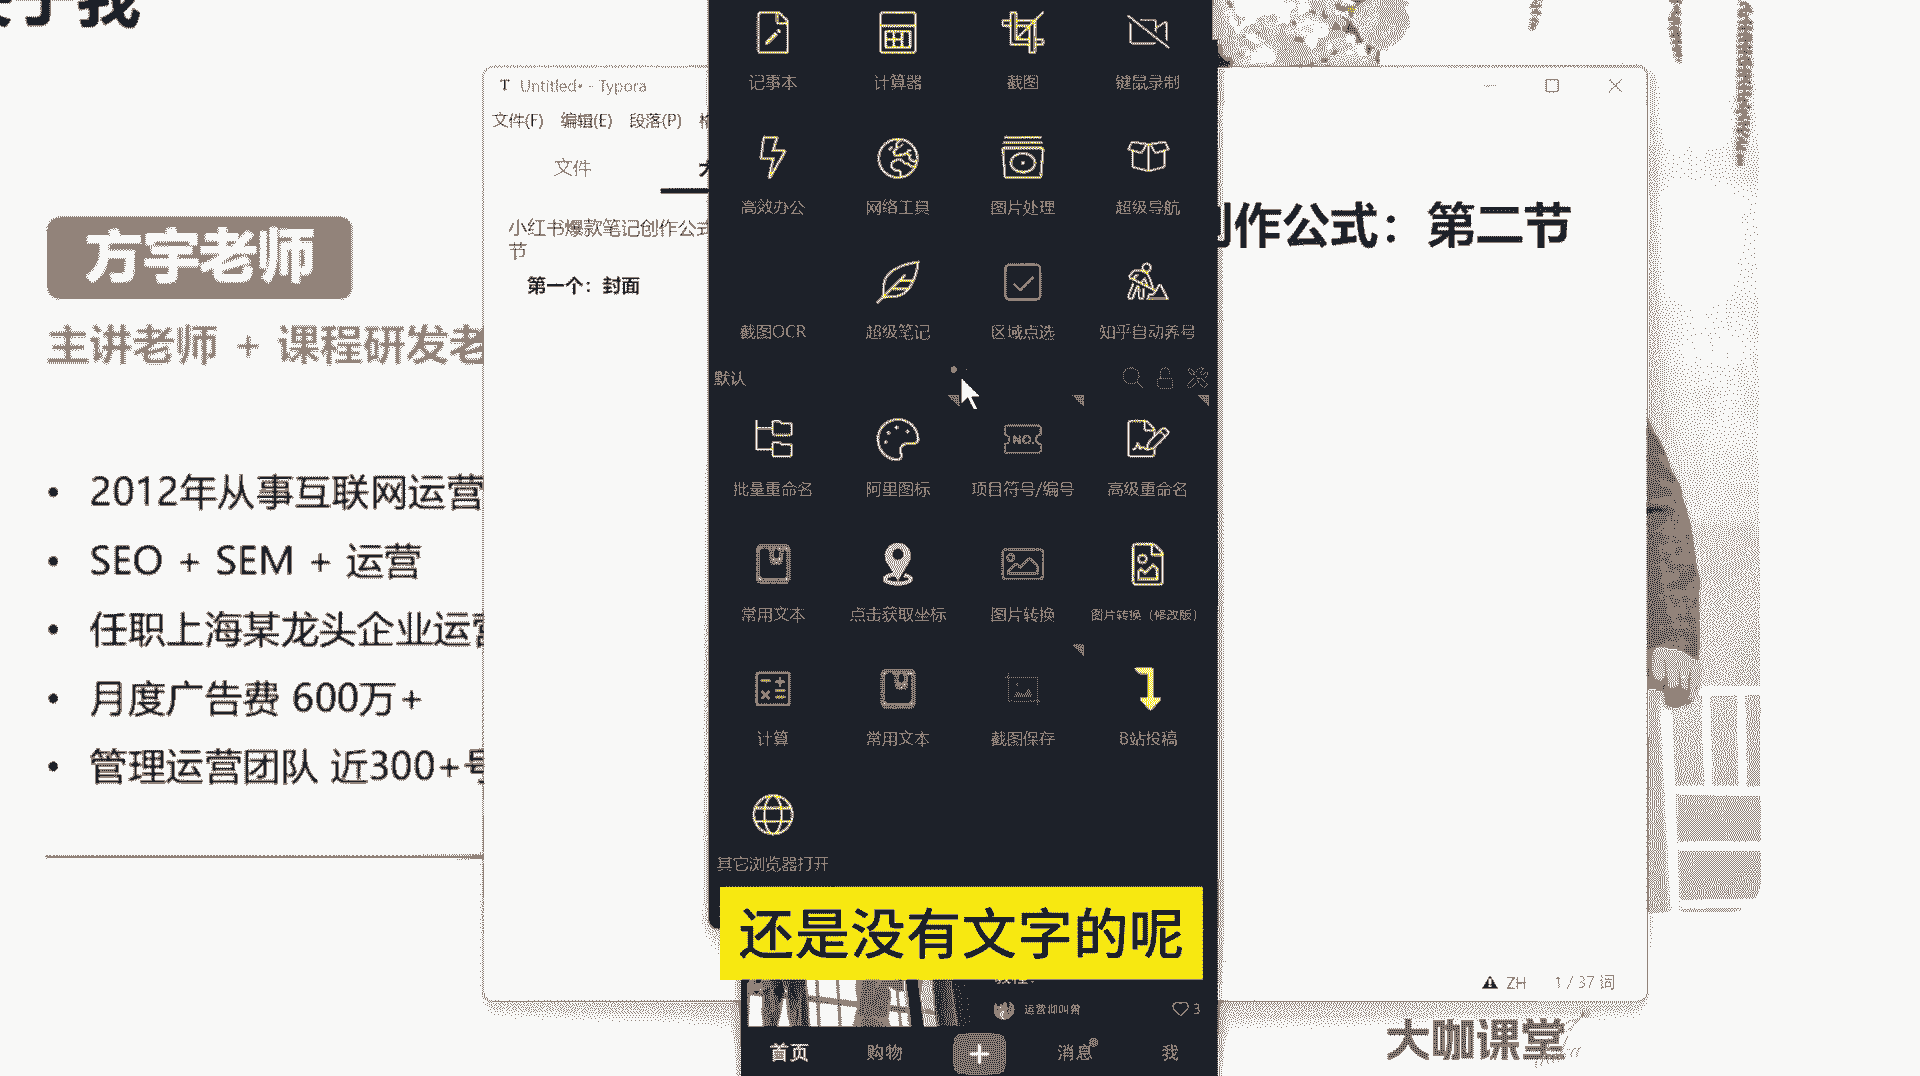 方宇老师
主讲老师 + 课程研发老
• 2012年从事互联网运营
• SEO + SEM + 运营
• 任职上海某龙头企业运营
• 月度广告费 600万+
• 管理运营团队 近300+号
T Untitled• - Typora
文件(F) 编辑(E) 段落(P)
文件
小红书爆款笔记创作公式
节
第一个：封面
创作公式：第二节
记事本 计算器 截图 键鼠录制
高效办公 网络工具 图片处理 超级导航
截图OCR 超级笔记 区域点选 知乎自动养号
默认
NO.
批量重命名 阿里图标 项目符号/编号 高级重命名
常用文本 点击获取坐标 图片转换 图片转换（修改版）
计算 常用文本 截图保存 B站投稿
其它浏览器打开
还是没有文字的呢
3
首页 购物 消息 我
ZH 1 / 37 词
大咖课堂